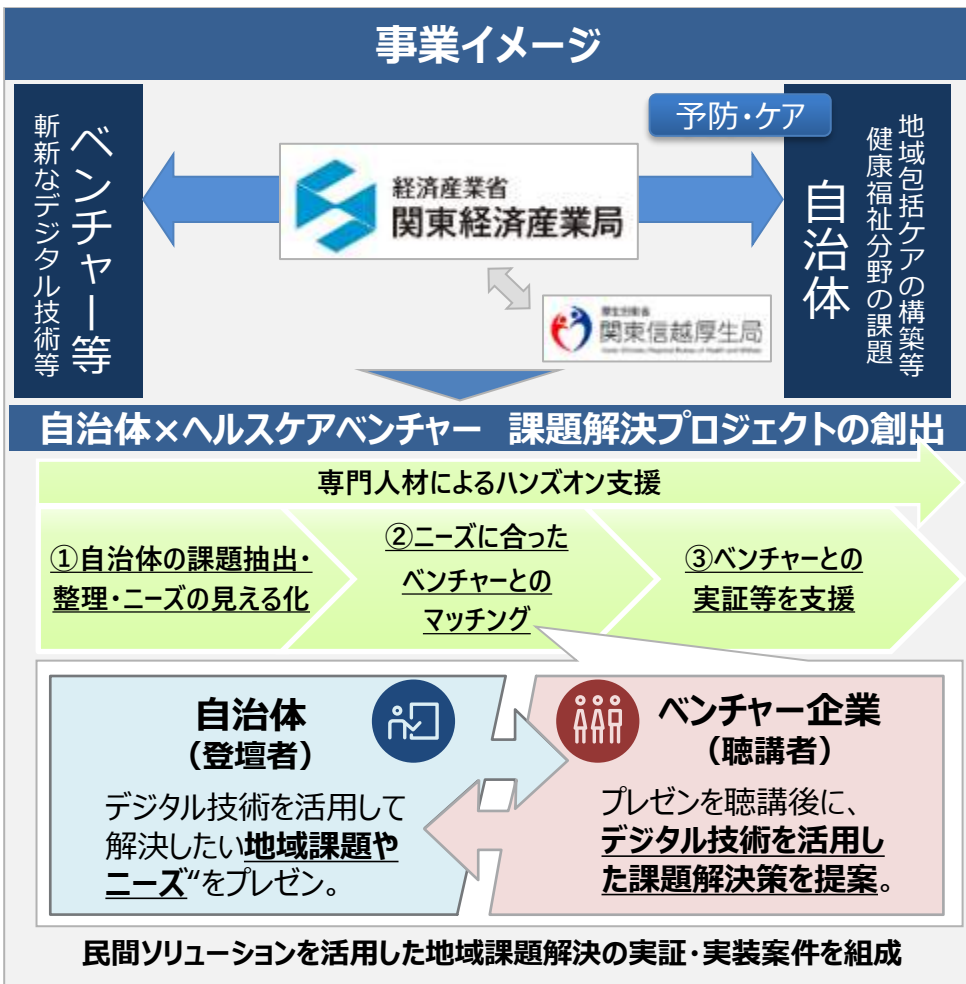 事業イメージ
ベンチャー等
斬新なデジタル技術等
経済産業省
関東経済産業局
予防・ケア
地域包括ケアの構築等
健康福祉分野の課題
自治体
厚生労働省
関東信越厚生局
自治体×ヘルスケアベンチャー 課題解決プロジェクトの創出
専門人材によるハンズオン支援
①自治体の課題抽出・
整理・ニーズの見える化
②ニーズに合った
ベンチャーとの
マッチング
③ベンチャーとの
実証等を支援
自治体
（登壇者）
デジタル技術を活用して
解決したい地域課題や
ニーズ“をプレゼン。
ベンチャー企業
（聴講者）
プレゼンを聴講後に、
デジタル技術を活用し
た課題解決策を提案。
民間ソリューションを活用した地域課題解決の実証・実装案件を組成